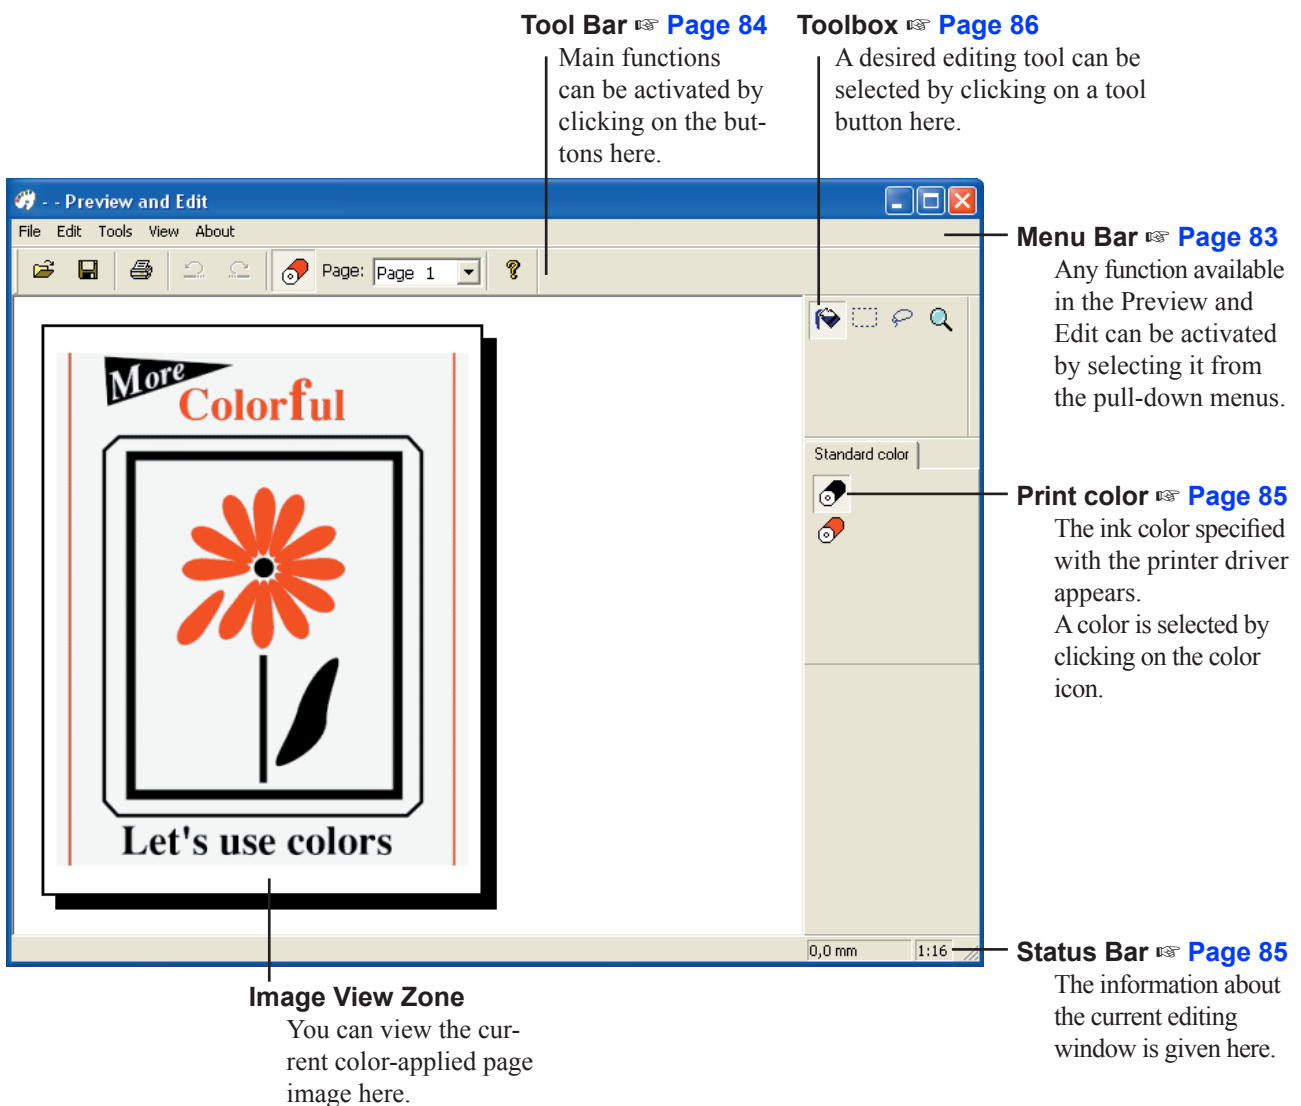 Tool Bar ☞ Page 84
Main functions
can be activated by
clicking on the but-
tons here.
Toolbox ☞ Page 86
A desired editing tool can be
selected by clicking on a tool
button here.
- - Preview and Edit
File Edit Tools View About
Page: Page 1
Menu Bar ☞ Page 83
Any function available
in the Preview and
Edit can be activated
by selecting it from
the pull-down menus.
More
Colorful
Let's use colors
Standard color
Print color ☞ Page 85
The ink color specified
with the printer driver
appears.
A color is selected by
clicking on the color
icon.
0,0 mm
1:16
Status Bar ☞ Page 85
The information about
the current editing
window is given here.
Image View Zone
You can view the cur-
rent color-applied page
image here.